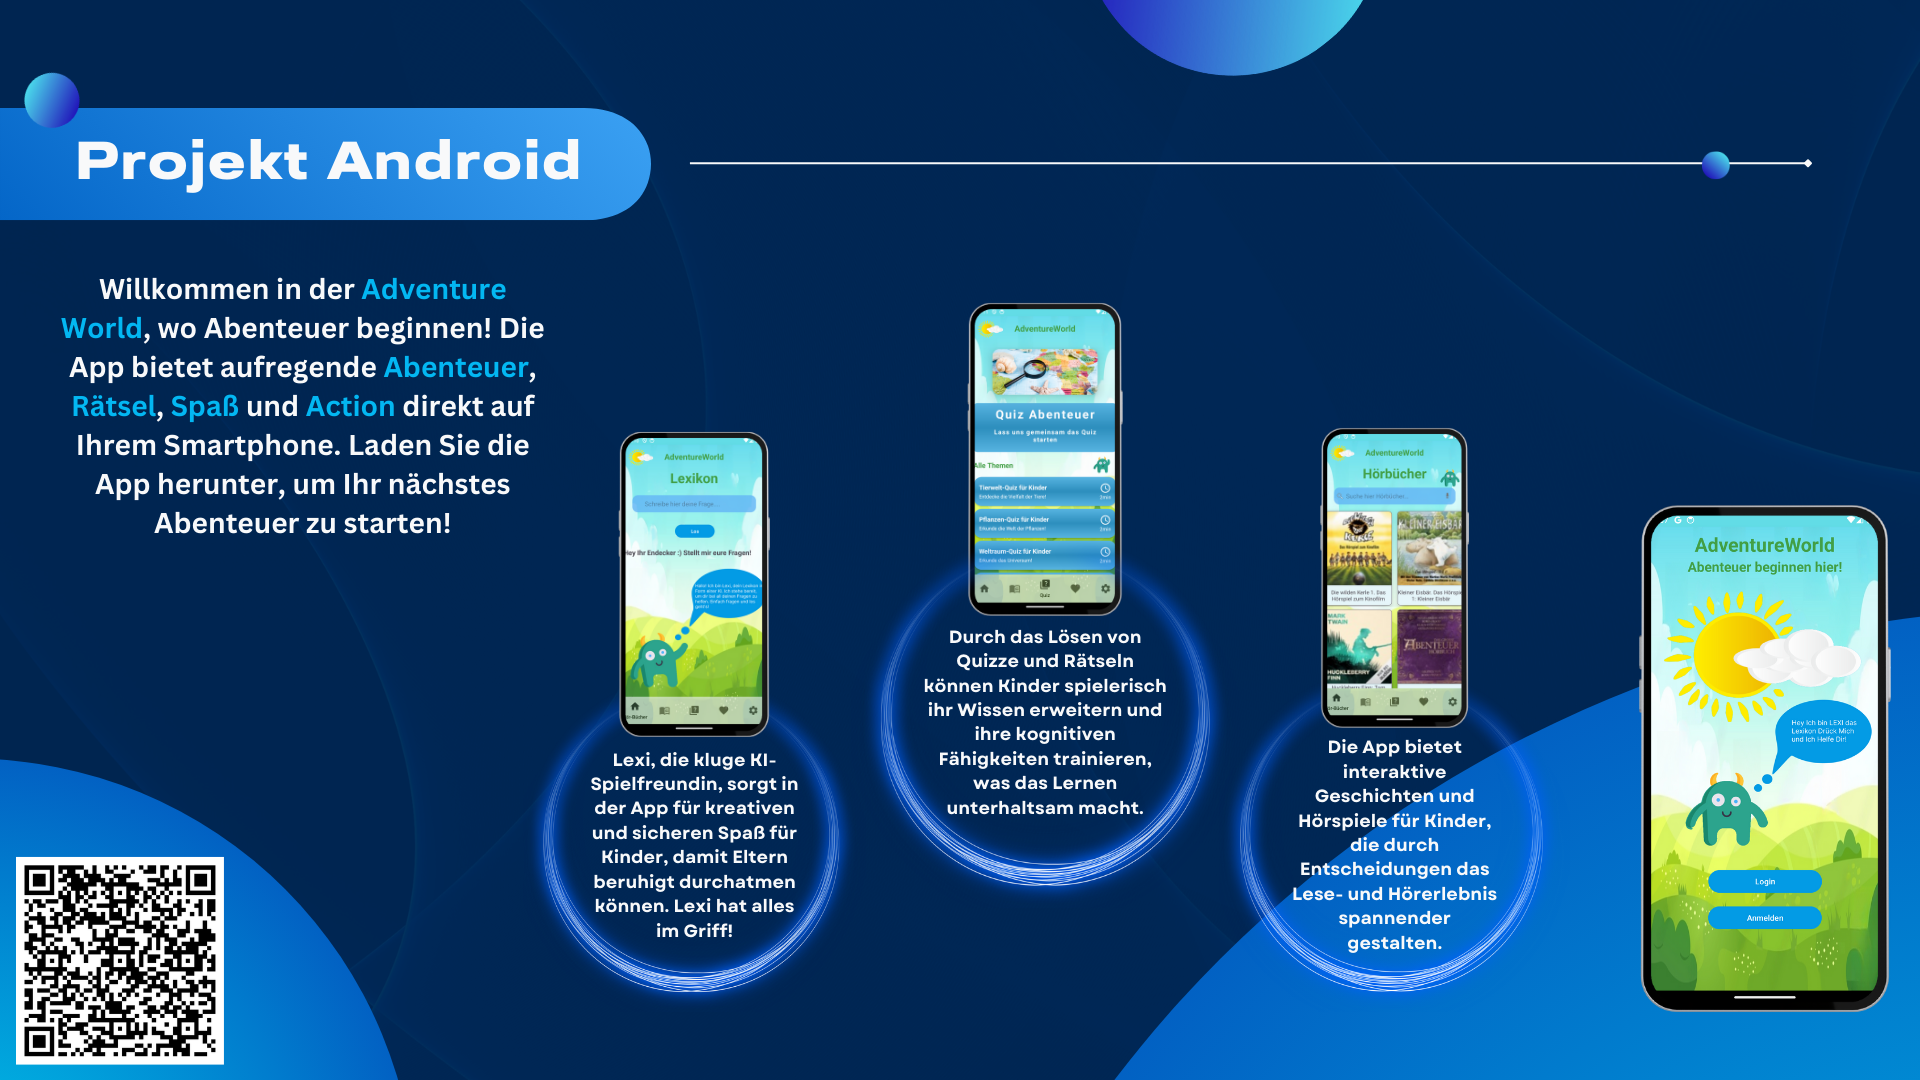 Projekt Android
Willkommen in der Adventure
World, wo Abenteuer beginnen! Die
App bietet aufregende Abenteuer,
Rätsel, Spaß und Action direkt auf
Ihrem Smartphone. Laden Sie die
App herunter, um Ihr nächstes
Abenteuer zu starten!
AdventureWorld
Lexikon
Schreibe hier deine Frage ...
Los
Hey Ihr Endecker :) Stellt mir eure Fragen!
Lexi, die kluge KI-
Spielfreundin, sorgt in
der App für kreativen
und sicheren Spaß für
Kinder, damit Eltern
beruhigt durchatmen
können. Lexi hat alles
im Griff!
AdventureWorld
Quiz Abenteuer
Lass uns gemeinsam das Quiz
starten
Alle Themen
Tierwelt-Quiz für Kinder
Entdecke die Vielfalt der Tiere!
Pflanzen-Quiz für Kinder
Erkunde die Welt der Pflanzen!
Weltraum-Quiz für Kinder
Erkunde das Universum!
Quiz
Durch das Lösen von
Quizze und Rätseln
können Kinder spielerisch
ihr Wissen erweitern und
ihre kognitiven
Fähigkeiten trainieren,
was das Lernen
unterhaltsam macht.
AdventureWorld
Hörbücher
Suche hier Hörbücher...
KLEINER EISBÄR
Die wilden Kerle 1. Das
Hörspiel zum Kinofilm
Kleiner Eisbär. Das Hörspiel
1: Kleiner Eisbär
MARK
TWAIN
HUCKLEBERRY
FINN
ABENTEUER
Die App bietet
interaktive
Geschichten und
Hörspiele für Kinder,
die durch
Entscheidungen das
Lese- und Hörerlebnis
spannender
gestalten.
AdventureWorld
Abenteuer beginnen hier!
Hey Ich bin LEXI das
Lexikon Drück Mich
und Ich Helfe Dir!
Login
Anmelden